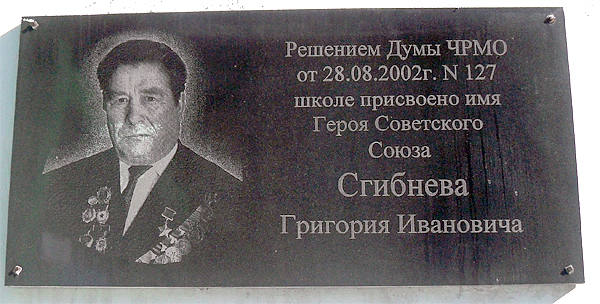 Решением Думы ЧРМО
от 28.08.2002г. N 127
школе присвоено имя
Героя Советского
Союза
Сгибнева
Григория Ивановича